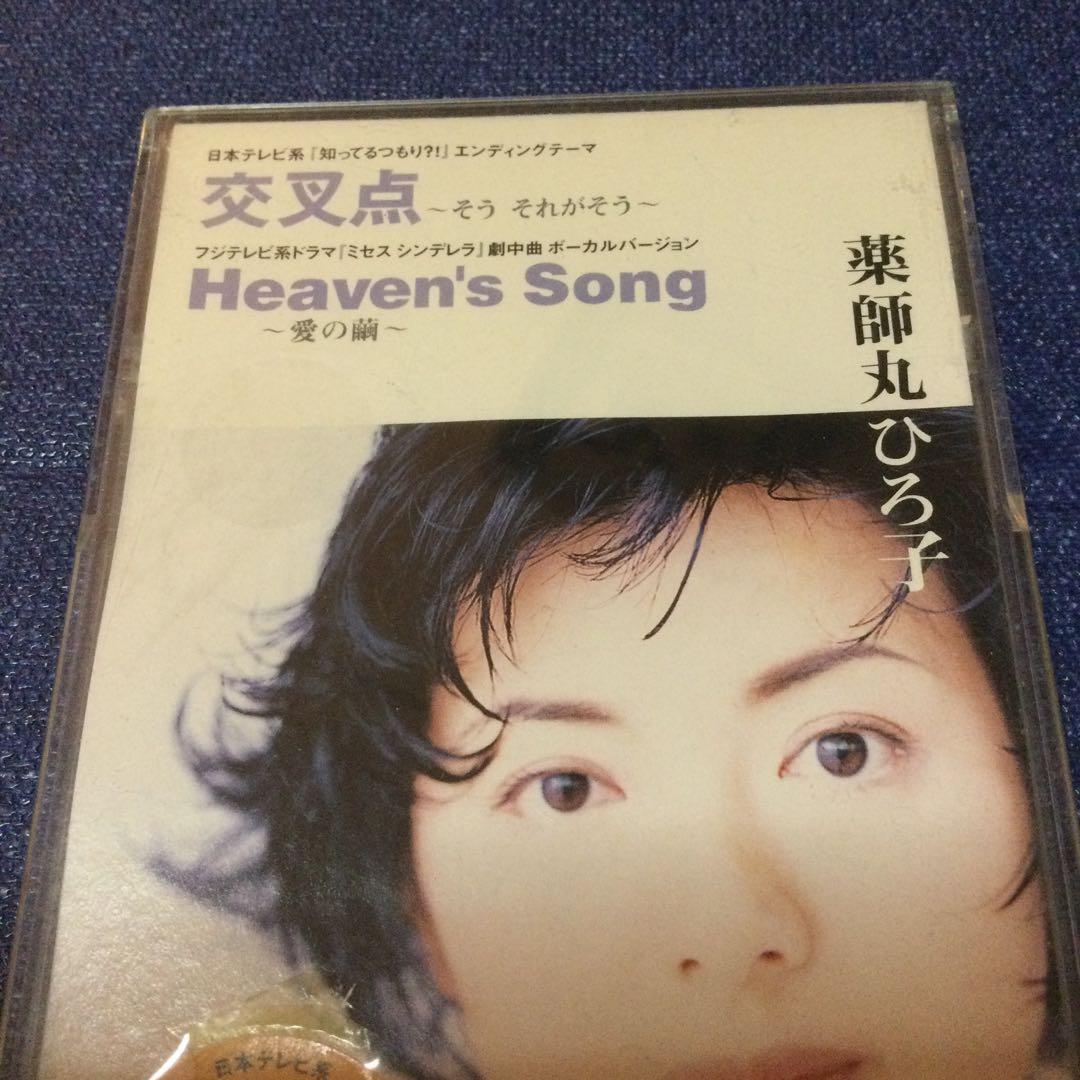 日本テレビ系『知ってるつもり?!』エンディングテーマ
交叉点～そう それがそう～
フジテレビ系ドラマ『ミセス シンデレラ』劇中曲 ボーカルバージョン
Heaven's Song
～愛の繭～
薬師丸ひろ子
日本テレビ系